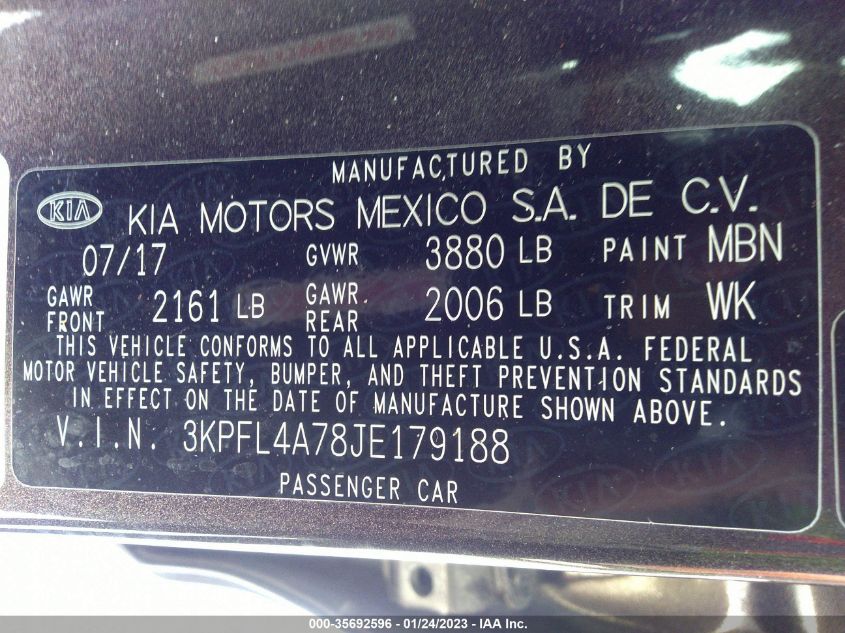 MANUFACTURED BY
KIA KIA MOTORS MEXICO S.A. DE C.V.
07/17 GVWR 3880 LB PAINT MBN
GAWR FRONT 2161 LB GAWR REAR 2006 LB TRIM WK
THIS VEHICLE CONFORMS TO ALL APPLICABLE U.S.A. FEDERAL
MOTOR VEHICLE SAFETY, BUMPER, AND THEFT PREVENTION STANDARDS
IN EFFECT ON THE DATE OF MANUFACTURE SHOWN ABOVE.
V.I.N. 3KPFL4A78JE179188
PASSENGER CAR
000-35692596 - 01/24/2023 - IAA Inc.